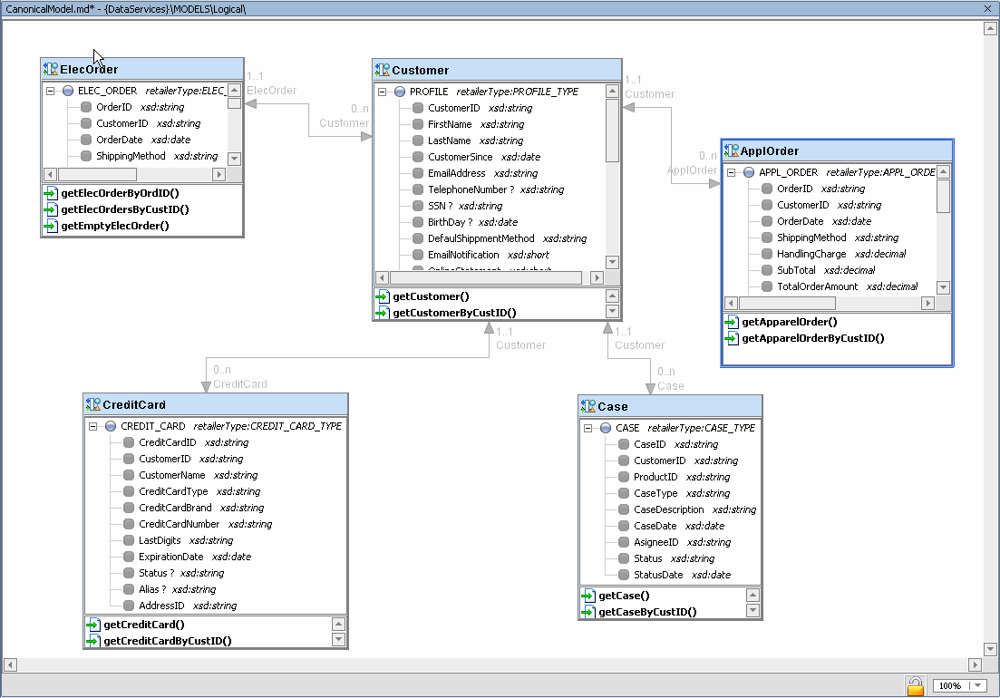 CanonicalModel.md* - {DataServices}\MODELS\Logical\
ElecOrder
ELEC_ORDER retailerType:ELEC_
OrderID xsd:string
CustomerID xsd:string
OrderDate xsd:date
ShippingMethod xsd:string
getElecOrderByOrdID()
getElecOrdersByCustID()
getEmptyElecOrder()
1..1
ElecOrder
0..n
Customer
Customer
PROFILE retailerType:PROFILE_TYPE
CustomerID xsd:string
FirstName xsd:string
LastName xsd:string
CustomerSince xsd:date
EmailAddress xsd:string
TelephoneNumber ? xsd:string
SSN ? xsd:string
BirthDay ? xsd:date
DefaulShippmentMethod xsd:string
EmailNotification xsd:short
OnlineStatement xsd:short
getCustomer()
getCustomerByCustID()
1..1
Customer
0..n
ApplOrder
ApplOrder
APPL_ORDER retailerType:APPL_ORDE
OrderID xsd:string
CustomerID xsd:string
OrderDate xsd:date
ShippingMethod xsd:string
HandlingCharge xsd:decimal
SubTotal xsd:decimal
TotalOrderAmount xsd:decimal
getApparelOrder()
getApparelOrderByCustID()
1..1
Customer
0..n
CreditCard
1..1
Customer
0..n
Case
CreditCard
CREDIT_CARD retailerType:CREDIT_CARD_TYPE
CreditCardID xsd:string
CustomerID xsd:string
CustomerName xsd:string
CreditCardType xsd:string
CreditCardBrand xsd:string
CreditCardNumber xsd:string
LastDigits xsd:string
ExpirationDate xsd:date
Status ? xsd:string
Alias ? xsd:string
AddressID xsd:string
getCreditCard()
getCreditCardByCustID()
Case
CASE retailerType:CASE_TYPE
CaseID xsd:string
CustomerID xsd:string
ProductID xsd:string
CaseType xsd:string
CaseDescription xsd:string
CaseDate xsd:date
AsigneeID xsd:string
Status xsd:string
StatusDate xsd:date
getCase()
getCaseByCustID()
100%